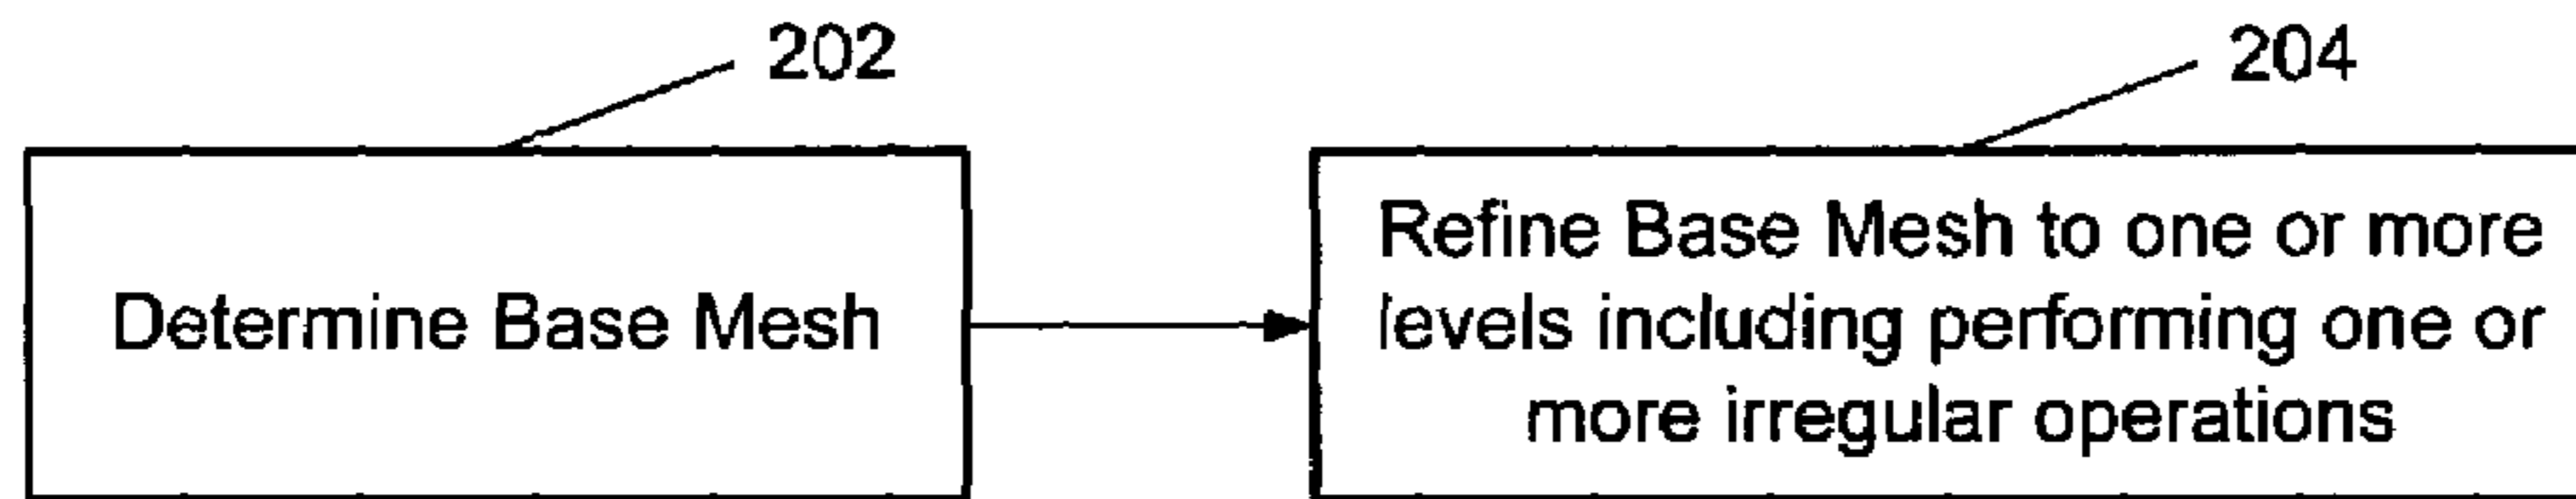 202
204
Determine Base Mesh
Refine Base Mesh to one or more
levels including performing one or
more irregular operations